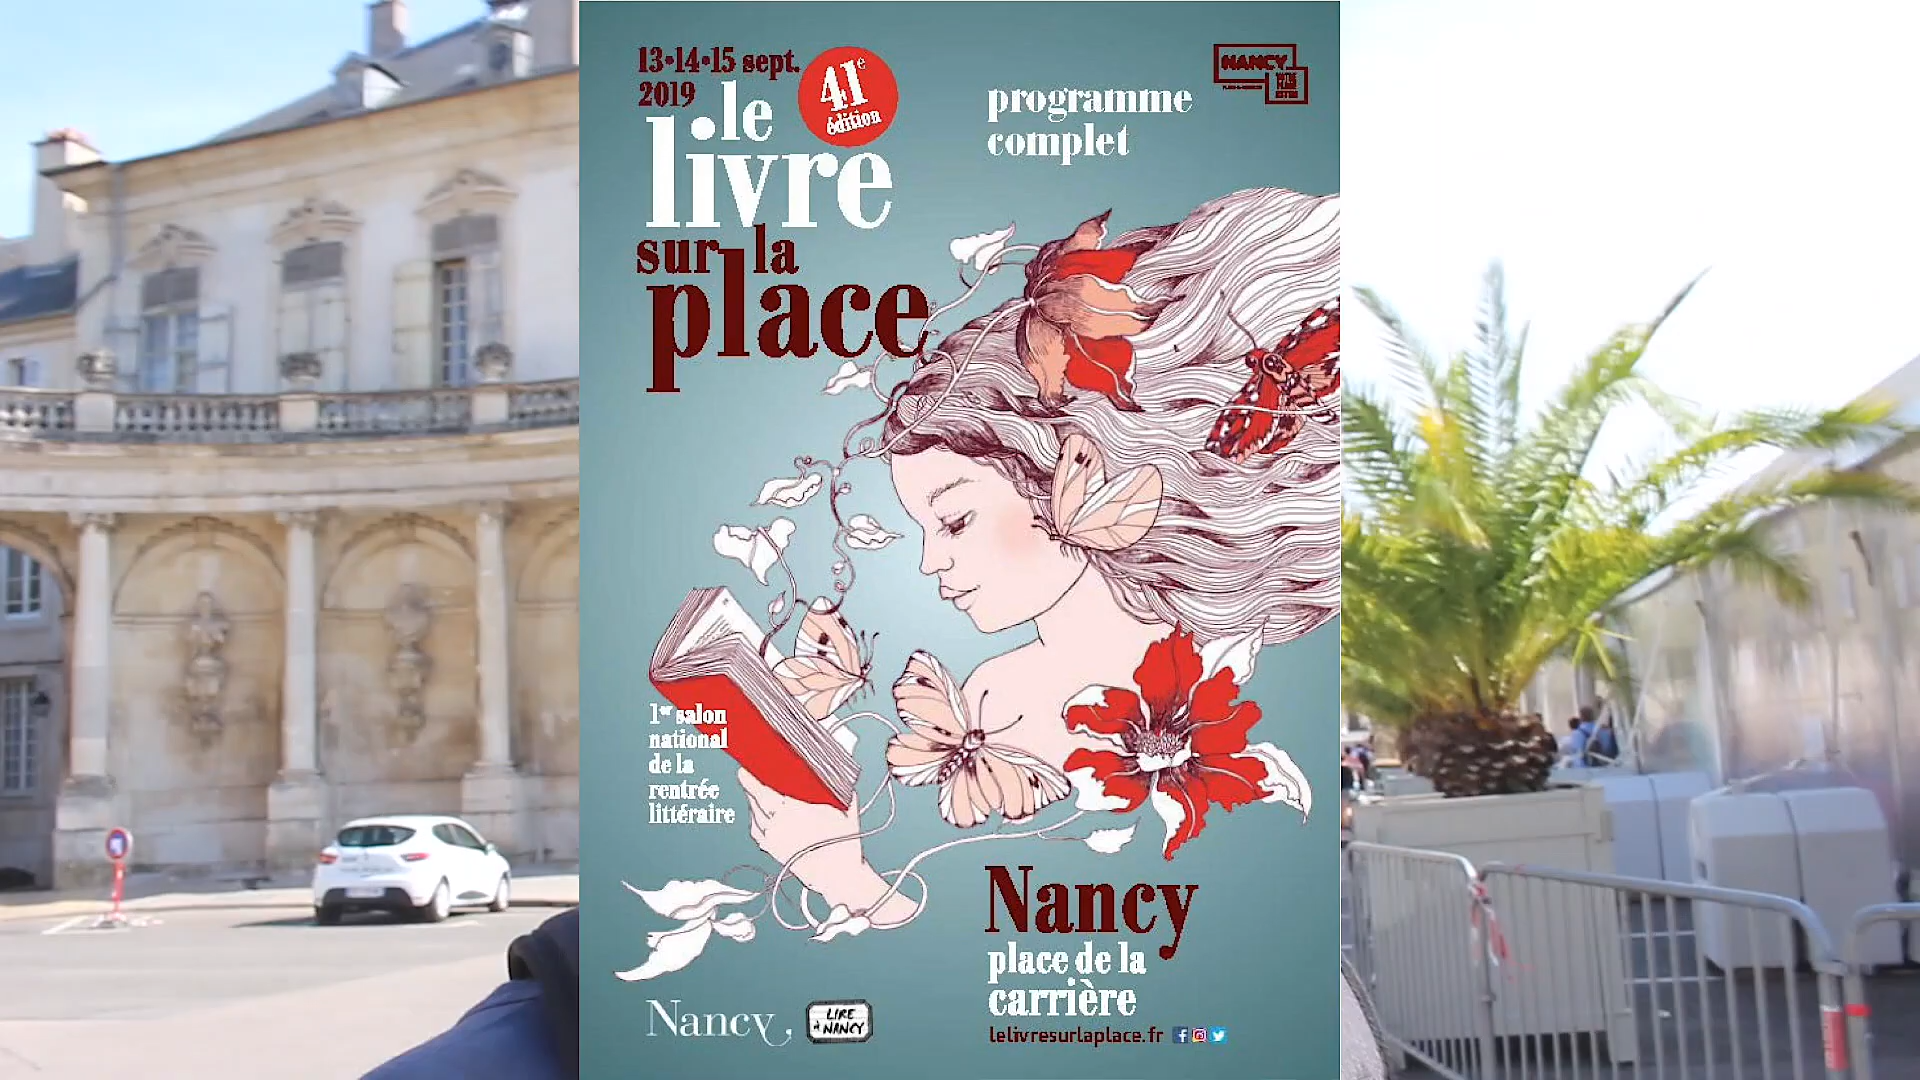 13•14•15 sept.
2019
41e
édition
le
livre
sur la
place
programme
complet
NANCY
1er salon
national
de la
rentrée
littéraire
Nancy
place de la
carrière
lelivresurlaplace.fr
Nancy,
LIRE
à NANCY